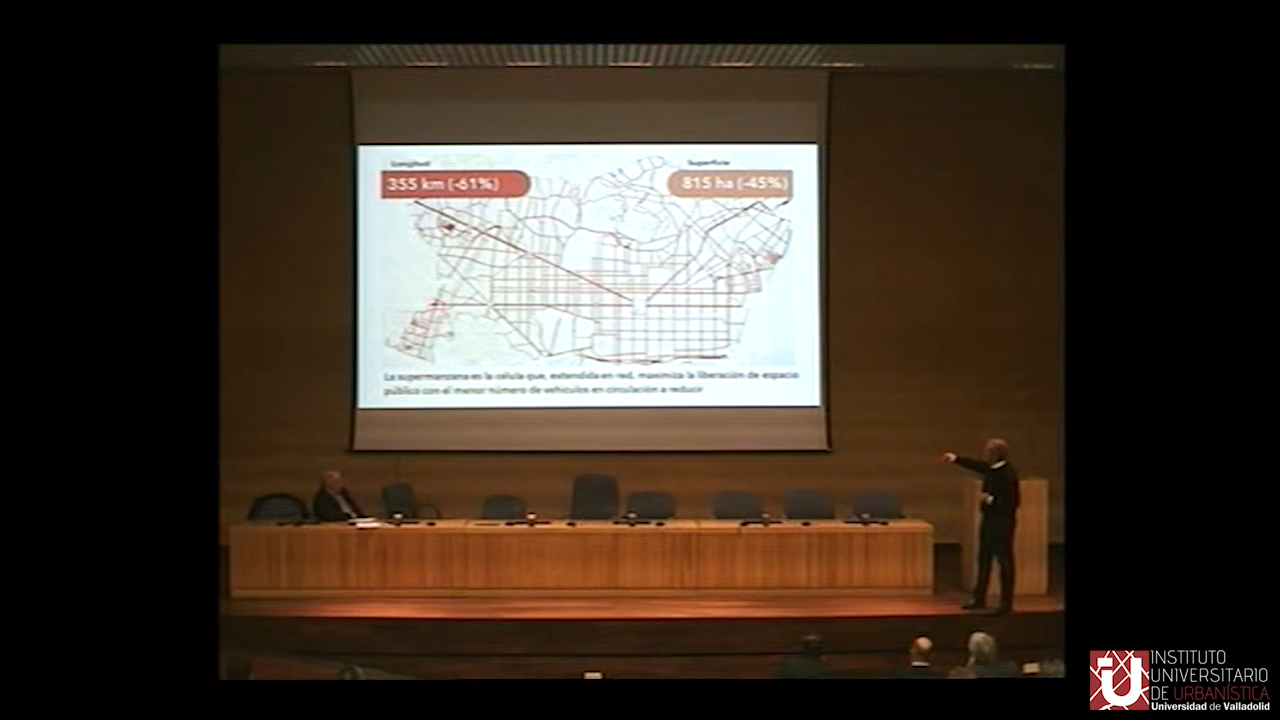 Longitud
Superficie
355 km (-61%)
815 ha (-45%)
La supermanzana es la célula que, extendida en red, maximiza la liberación de espacio
público con el menor número de vehículos en circulación a reducir
INSTITUTO
UNIVERSITARIO
DE URBANÍSTICA
Universidad de Valladolid